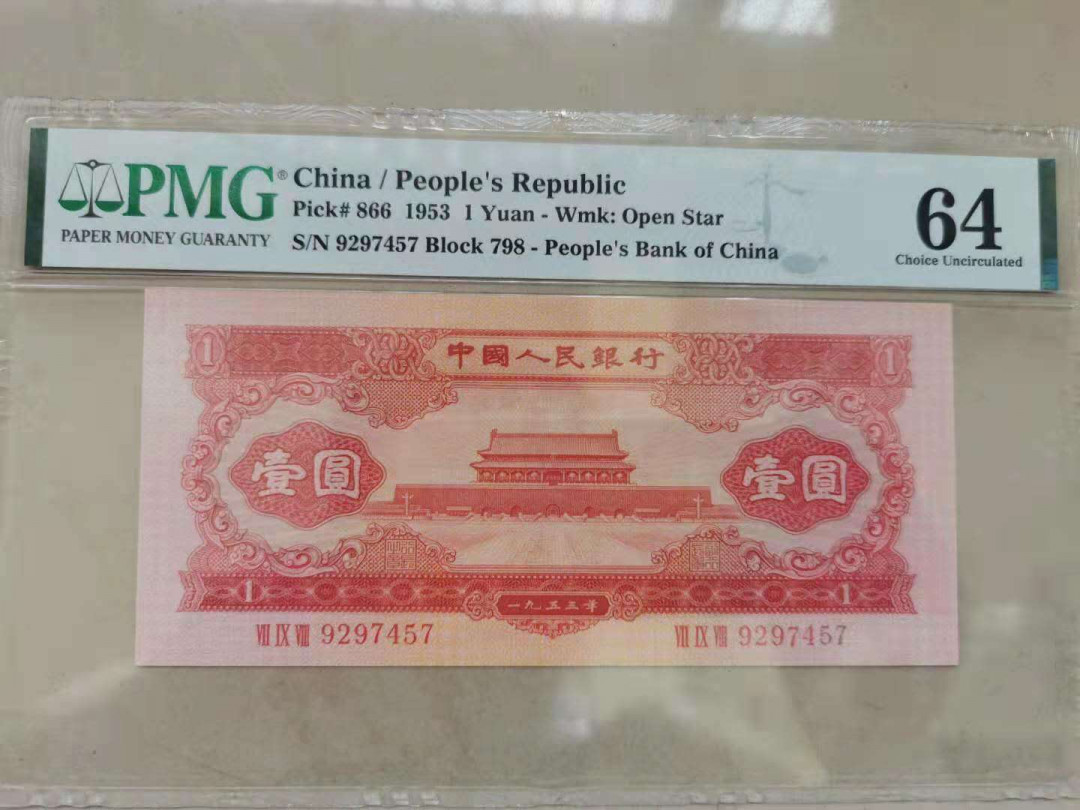 PMG®
PAPER MONEY GUARANTY
China / People's Republic
Pick# 866 1953 1 Yuan - Wmk: Open Star
S/N 9297457 Block 798 - People's Bank of China
64
Choice Uncirculated
1 中國人民銀行 1
壹圓 壹圓
1 一九五三年 1
VII IX VIII 9297457 VII IX VIII 9297457